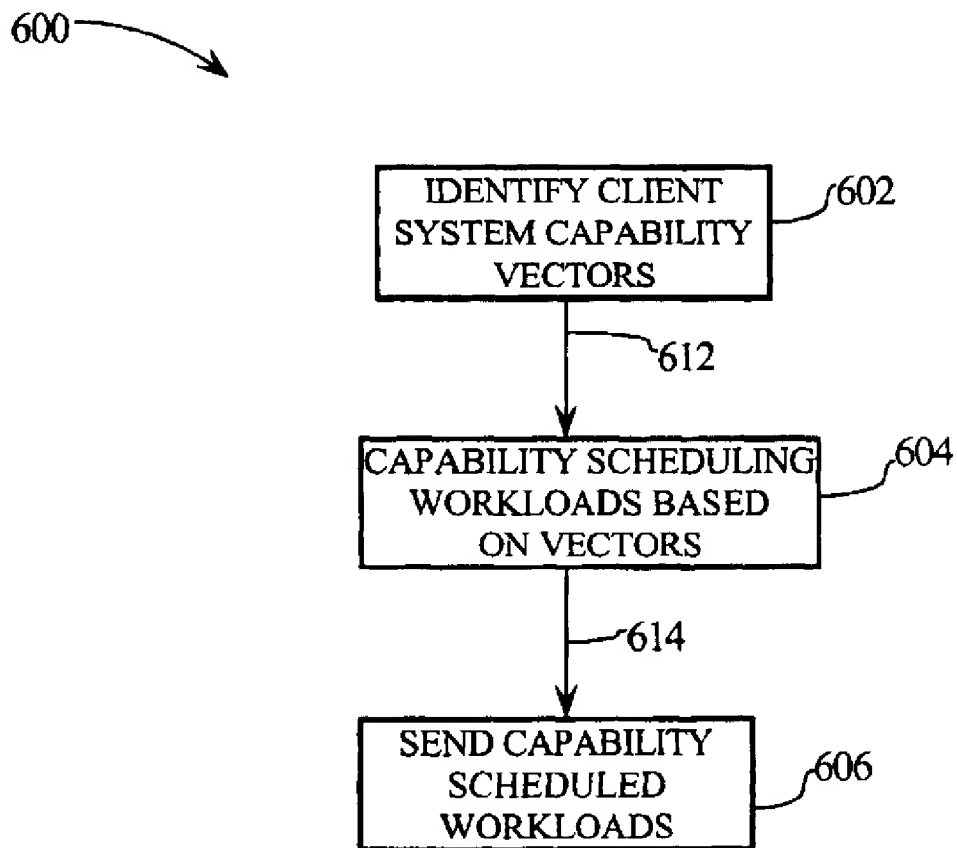 600
IDENTIFY CLIENT
SYSTEM CAPABILITY
VECTORS
602
612
CAPABILITY SCHEDULING
WORKLOADS BASED
ON VECTORS
604
614
SEND CAPABILITY
SCHEDULED
WORKLOADS
606